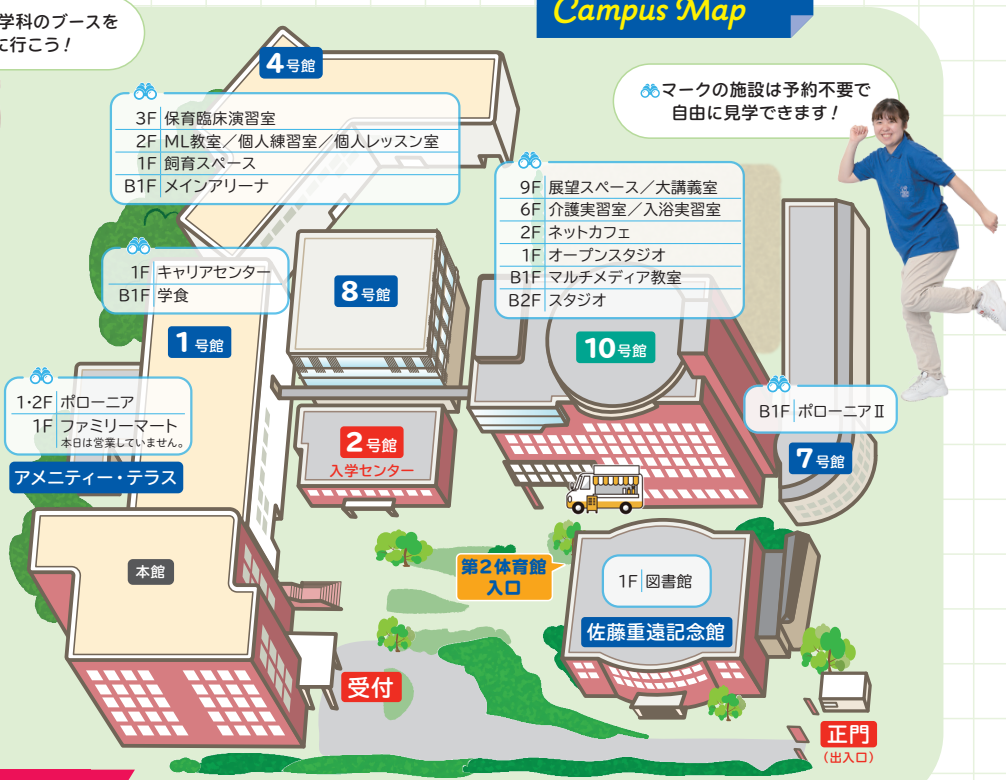 学科のブースを
に行こう!
Campus Map
マークの施設は予約不要で
自由に見学できます!
4号館
3F 保育臨床演習室
2F ML教室/個人練習室/個人レッスン室
1F 飼育スペース
B1F メインアリーナ
9F 展望スペース/大講義室
6F 介護実習室/入浴実習室
2F ネットカフェ
1F オープンスタジオ
B1F マルチメディア教室
B2F スタジオ
1F キャリアセンター
B1F 学食
8号館
1号館
10号館
1・2F ポローニア
1F ファミリーマート
本日は営業していません。
アメニティー・テラス
B1F ポローニアⅡ
7号館
2号館
入学センター
本館
第2体育館
入口
1F 図書館
佐藤重遠記念館
受付
正門
(出入口)